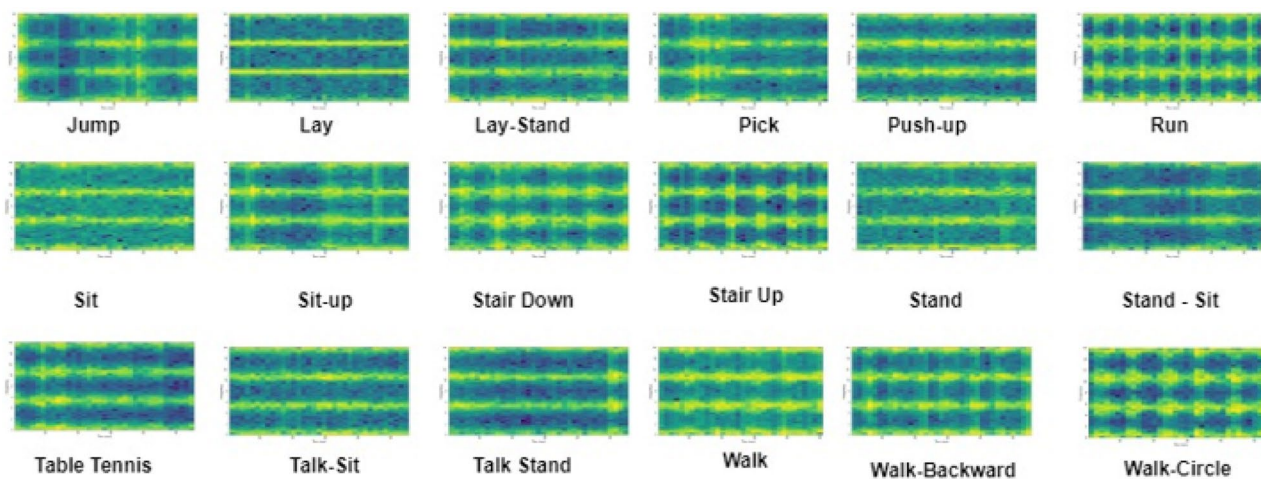 Jump Lay Lay-Stand Pick Push-up Run
Sit Sit-up Stair Down Stair Up Stand Stand - Sit
Table Tennis Talk-Sit Talk Stand Walk Walk-Backward Walk-Circle